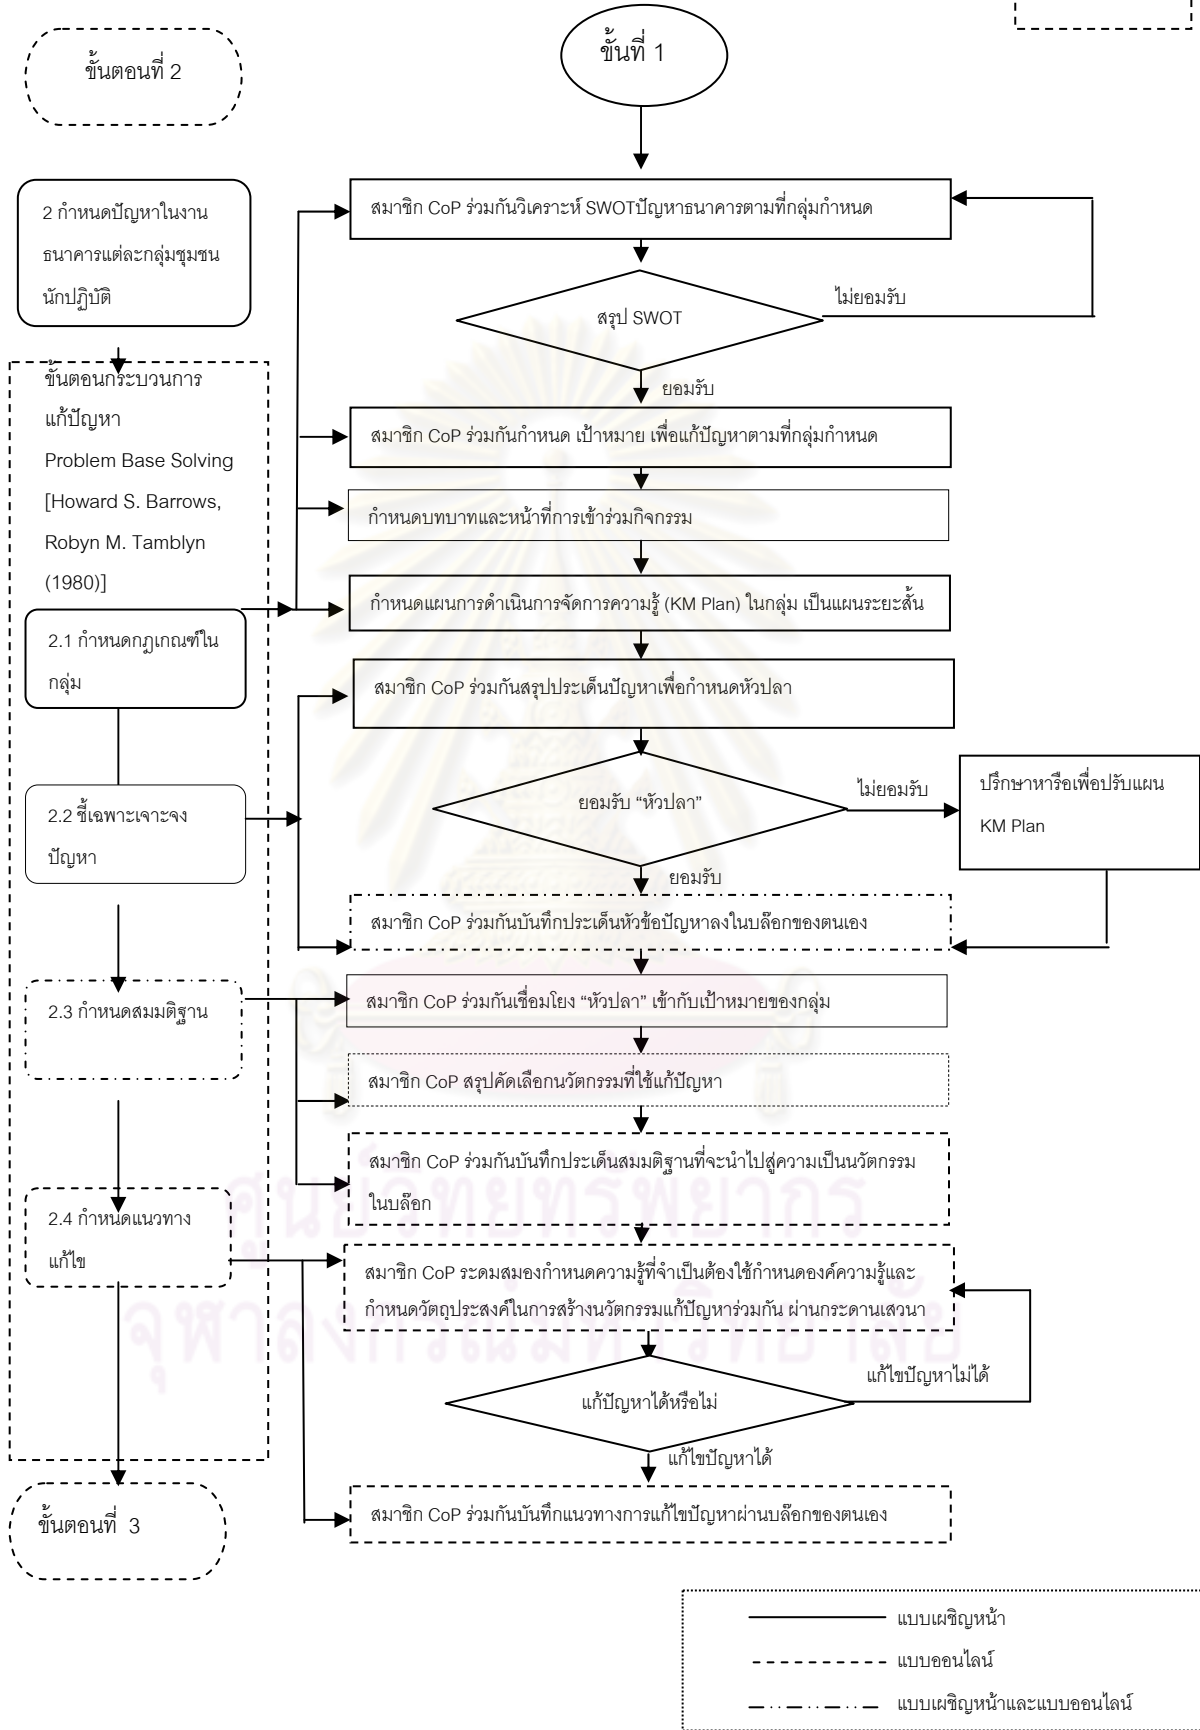 ขั้นตอนที่ 2
ขั้นที่ 1
2 กำหนดปัญหาในงาน
ธนาคารแต่ละกลุ่มชุมชน
นักปฏิบัติ
สมาชิก CoP ร่วมกันวิเคราะห์ SWOTปัญหาธนาคารตามที่กลุ่มกำหนด
สรุป SWOT
ไม่ยอมรับ
ยอมรับ
ขั้นตอนกระบวนการ
แก้ปัญหา
Problem Base Solving
[Howard S. Barrows,
Robyn M. Tamblyn
(1980)]
สมาชิก CoP ร่วมกันกำหนด เป้าหมาย เพื่อแก้ปัญหาตามที่กลุ่มกำหนด
กำหนดบทบาทและหน้าที่การเข้าร่วมกิจกรรม
กำหนดแผนการดำเนินการจัดการความรู้ (KM Plan) ในกลุ่ม เป็นแผนระยะสั้น
2.1 กำหนดกฎเกณฑ์ใน
กลุ่ม
สมาชิก CoP ร่วมกันสรุปประเด็นปัญหาเพื่อกำหนดหัวปลา
2.2 ชี้เฉพาะเจาะจง
ปัญหา
ยอมรับ “หัวปลา”
ไม่ยอมรับ
ปรึกษาหารือเพื่อปรับแผน
KM Plan
ยอมรับ
สมาชิก CoP ร่วมกันบันทึกประเด็นหัวข้อปัญหาลงในบล๊อกของตนเอง
2.3 กำหนดสมมติฐาน
สมาชิก CoP ร่วมกันเชื่อมโยง “หัวปลา” เข้ากับเป้าหมายของกลุ่ม
สมาชิก CoP สรุปคัดเลือกนวัตกรรมที่ใช้แก้ปัญหา
สมาชิก CoP ร่วมกันบันทึกประเด็นสมมติฐานที่จะนำไปสู่ความเป็นนวัตกรรม
ในบล๊อก
2.4 กำหนดแนวทาง
แก้ไข
สมาชิก CoP ระดมสมองกำหนดความรู้ที่จำเป็นต้องใช้กำหนดองค์ความรู้และ
กำหนดวัตถุประสงค์ในการสร้างนวัตกรรมแก้ปัญหาร่วมกัน ผ่านกระดานเสวนา
แก้ปัญหาได้หรือไม่
แก้ไขปัญหาไม่ได้
แก้ไขปัญหาได้
สมาชิก CoP ร่วมกันบันทึกแนวทางการแก้ไขปัญหาผ่านบล๊อกของตนเอง
ขั้นตอนที่ 3
แบบเผชิญหน้า
แบบออนไลน์
แบบเผชิญหน้าและแบบออนไลน์
ศูนย์วิทยทรัพยากร
จุฬาลงกรณ์มหาวิทยาลัย